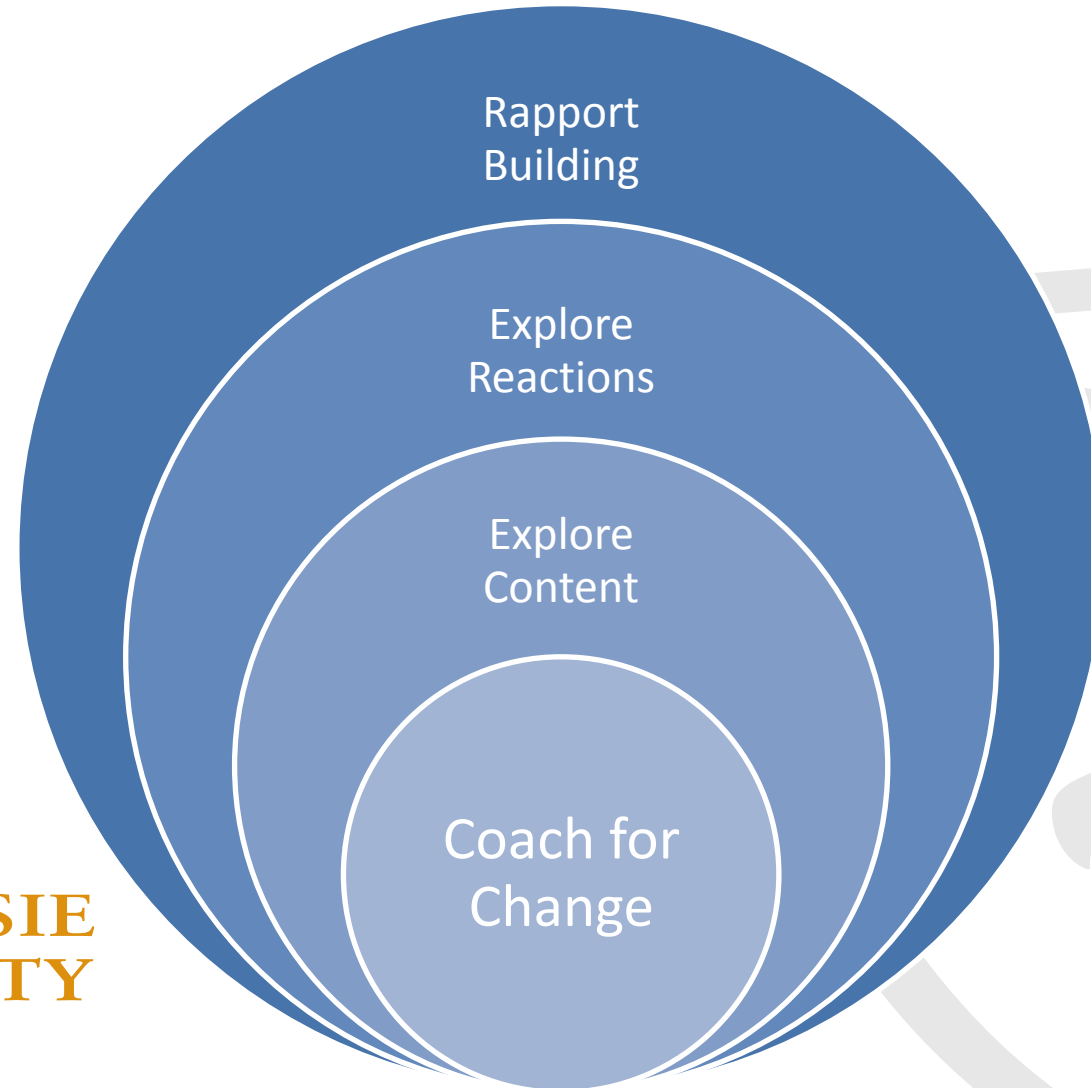 Rapport
Building
Explore
Reactions
Explore
Content
Coach for
Change
SIE
TY